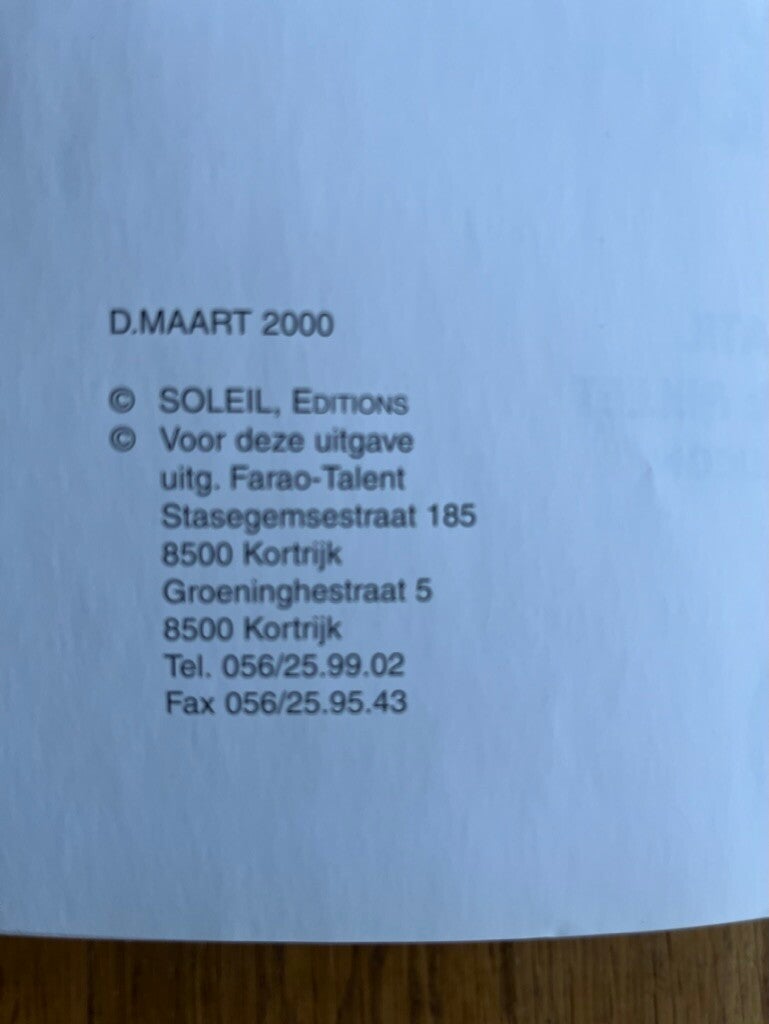 D.MAART 2000
© SOLEIL, EDITIONS
© Voor deze uitgave
uitg. Farao-Talent
Stasegemsestraat 185
8500 Kortrijk
Groeninghestraat 5
8500 Kortrijk
Tel. 056/25.99.02
Fax 056/25.95.43